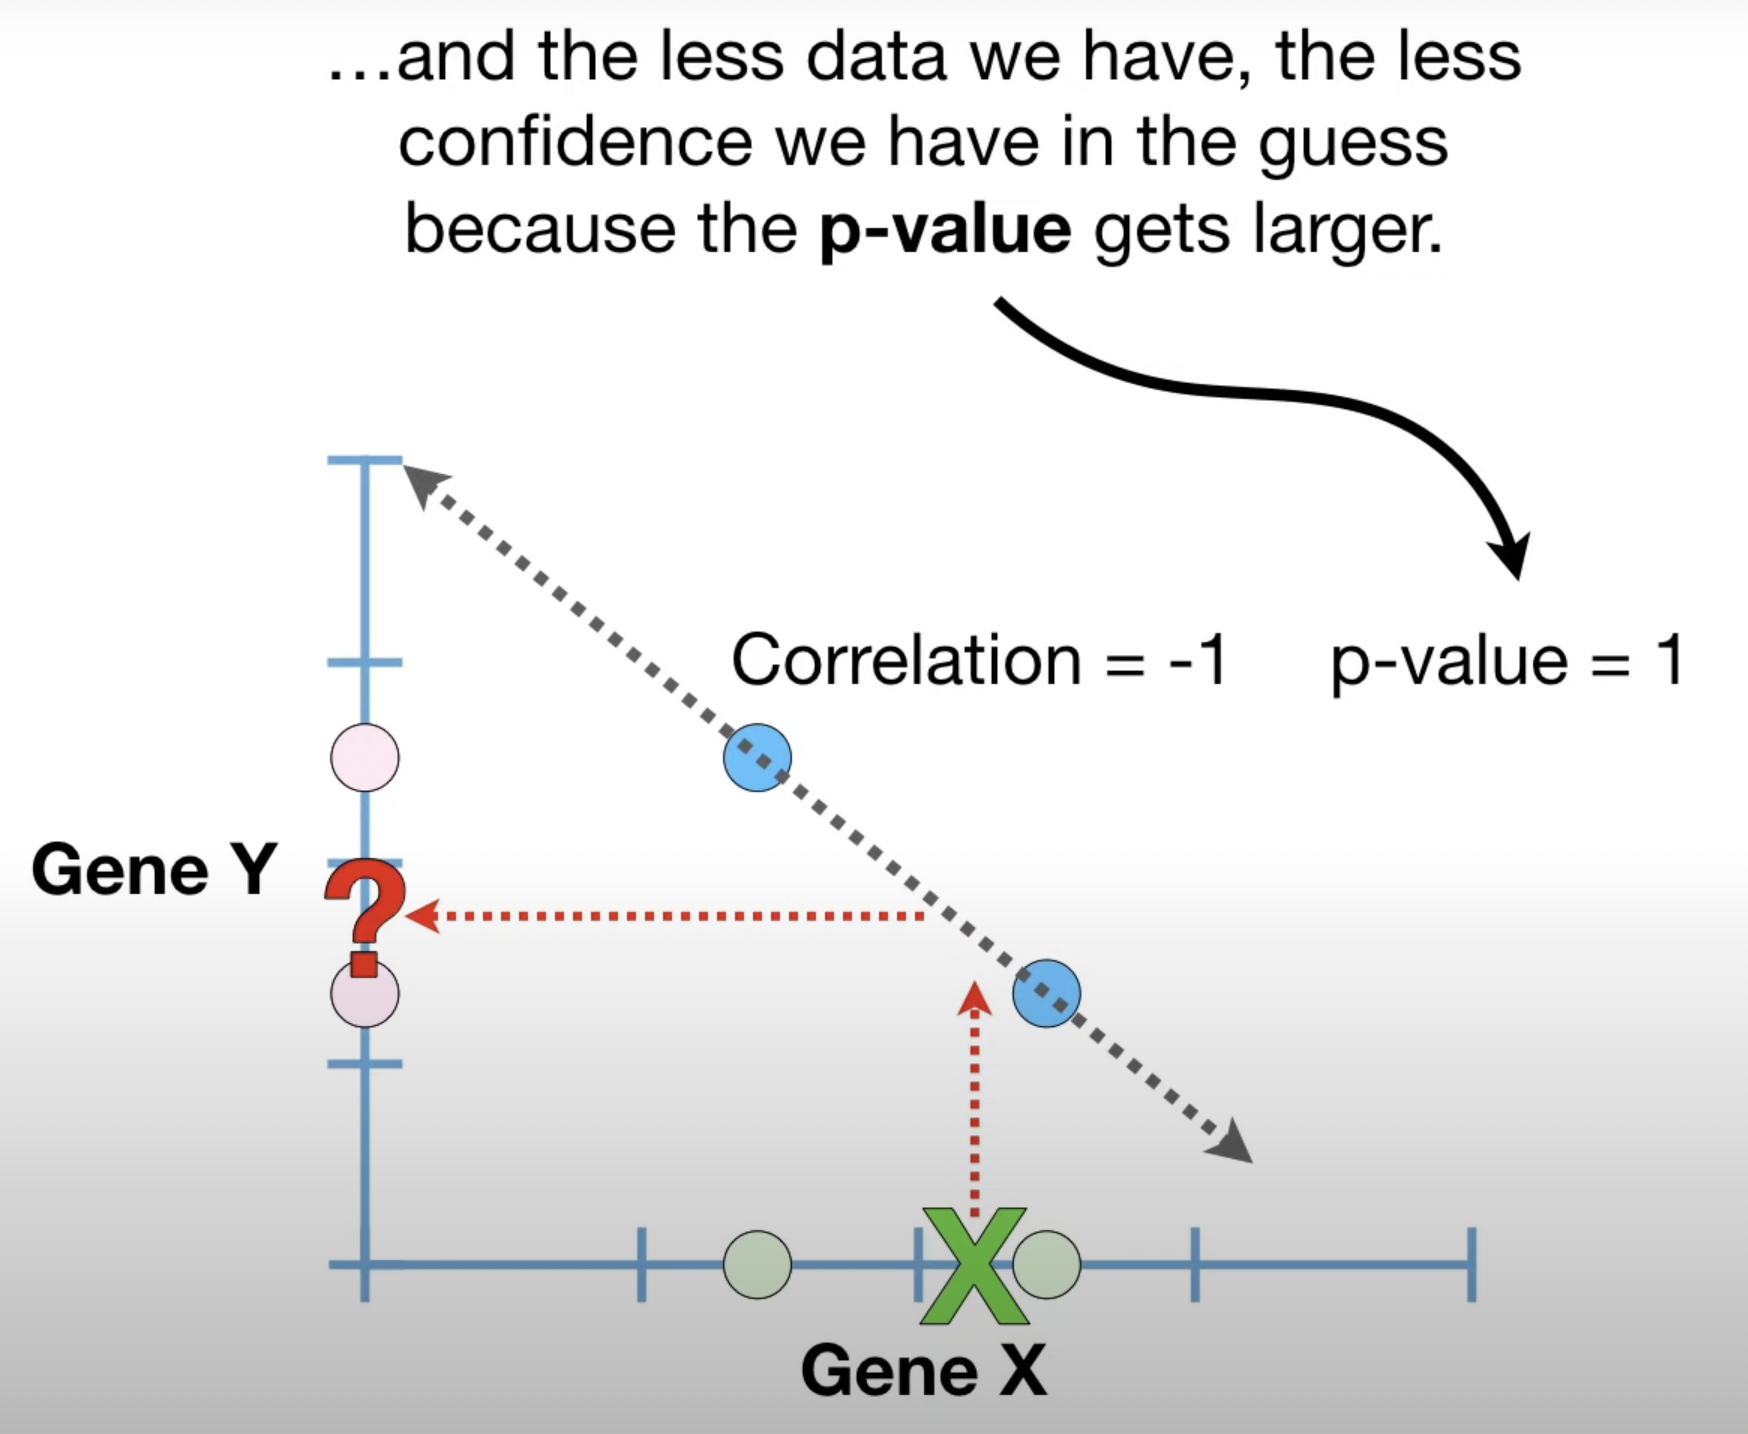 ...and the less data we have, the less
confidence we have in the guess
because the p-value gets larger.
Correlation = -1 p-value = 1
Gene Y
?
X
Gene X